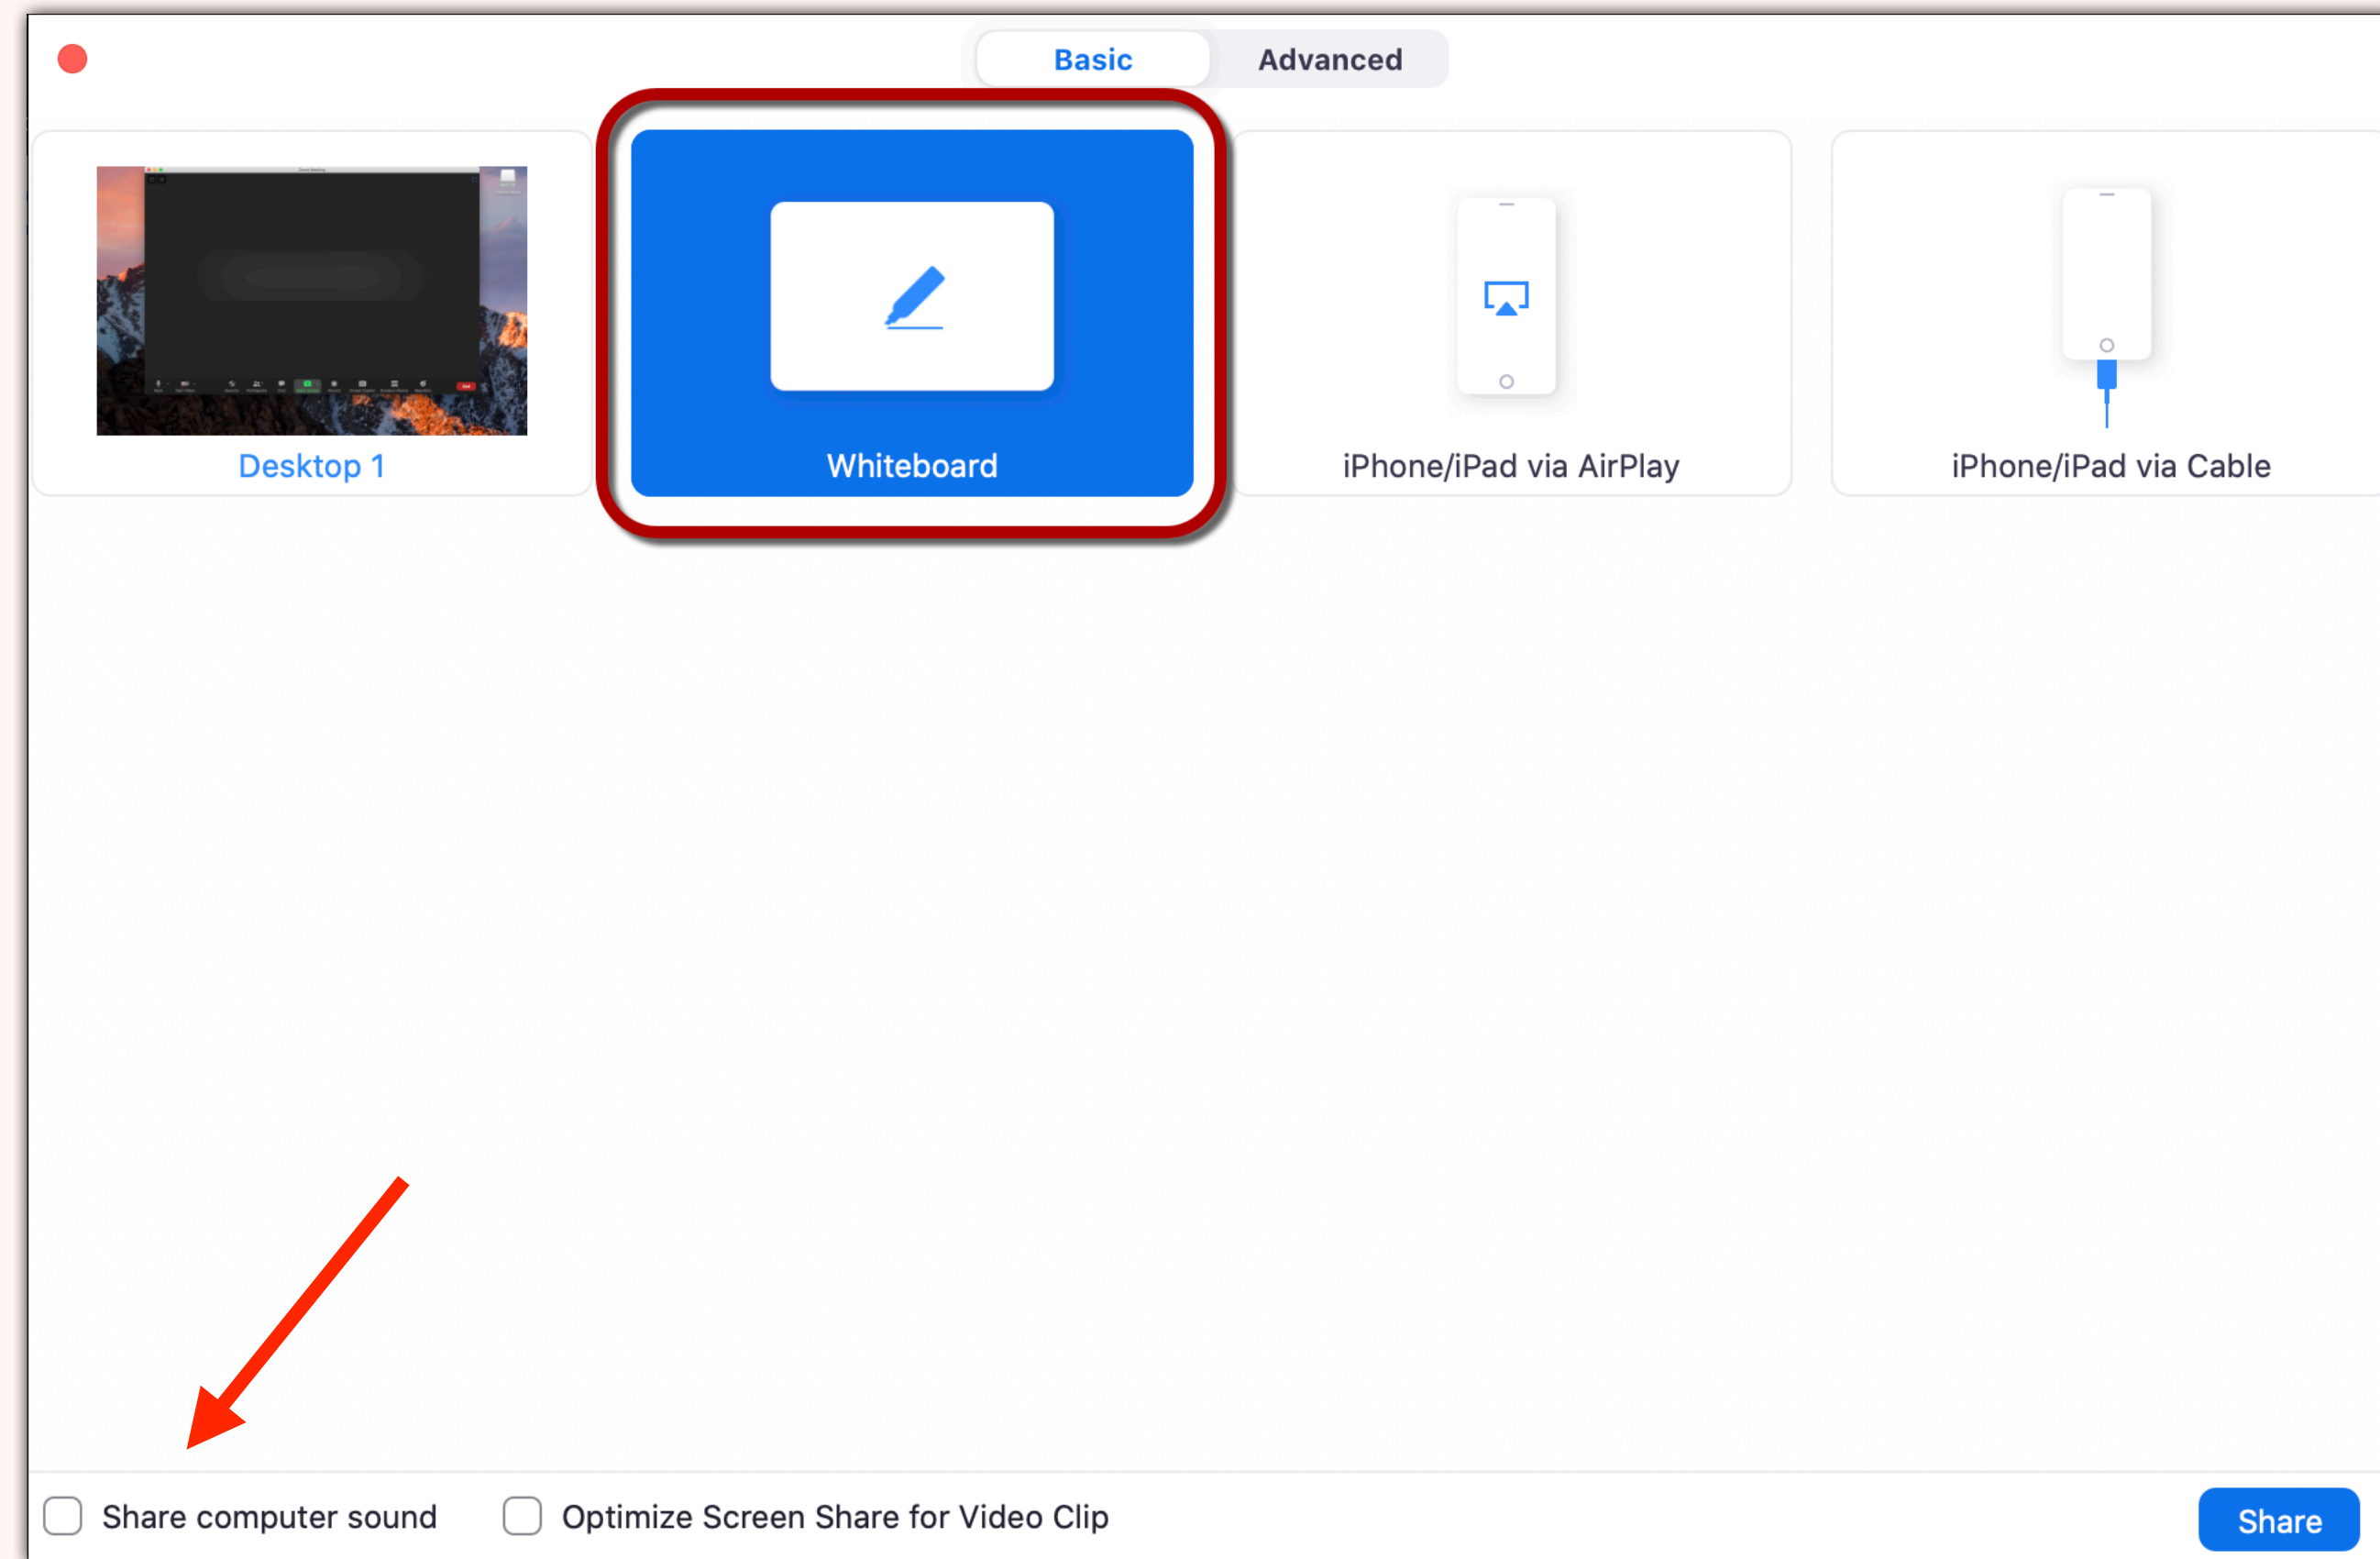 Basic Advanced
Desktop 1 Whiteboard iPhone/iPad via AirPlay iPhone/iPad via Cable
Share computer sound Optimize Screen Share for Video Clip Share